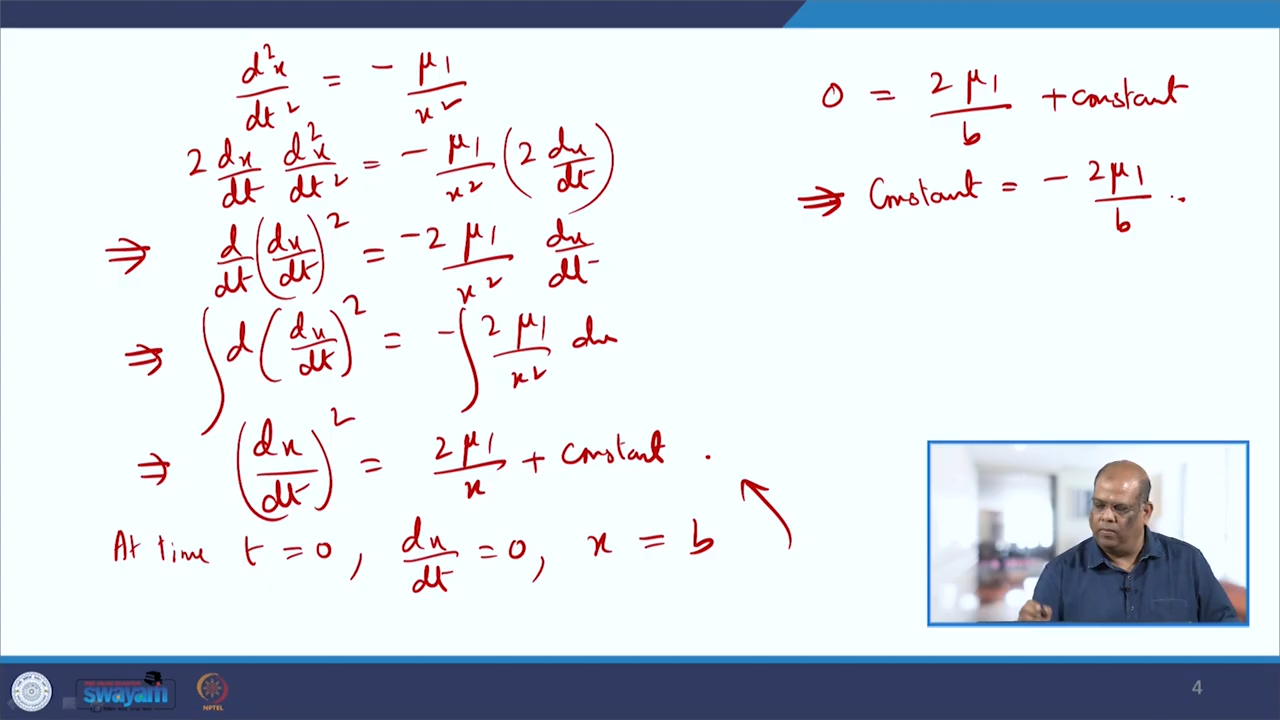 d²x/dt² = - μ₁/x²
2 dx/dt d²x/dt² = - μ₁/x² (2 dx/dt)
⇒ d/dt (dx/dt)² = -2 μ₁/x² dx/dt
⇒ ∫ d(dx/dt)² = - ∫ 2μ₁/x² dx
⇒ (dx/dt)² = 2μ₁/x + constant .
At time t = 0, dx/dt = 0, x = b
0 = 2μ₁/b + constant
⇒ Constant = - 2μ₁/b ..
swayam
NPTEL
4